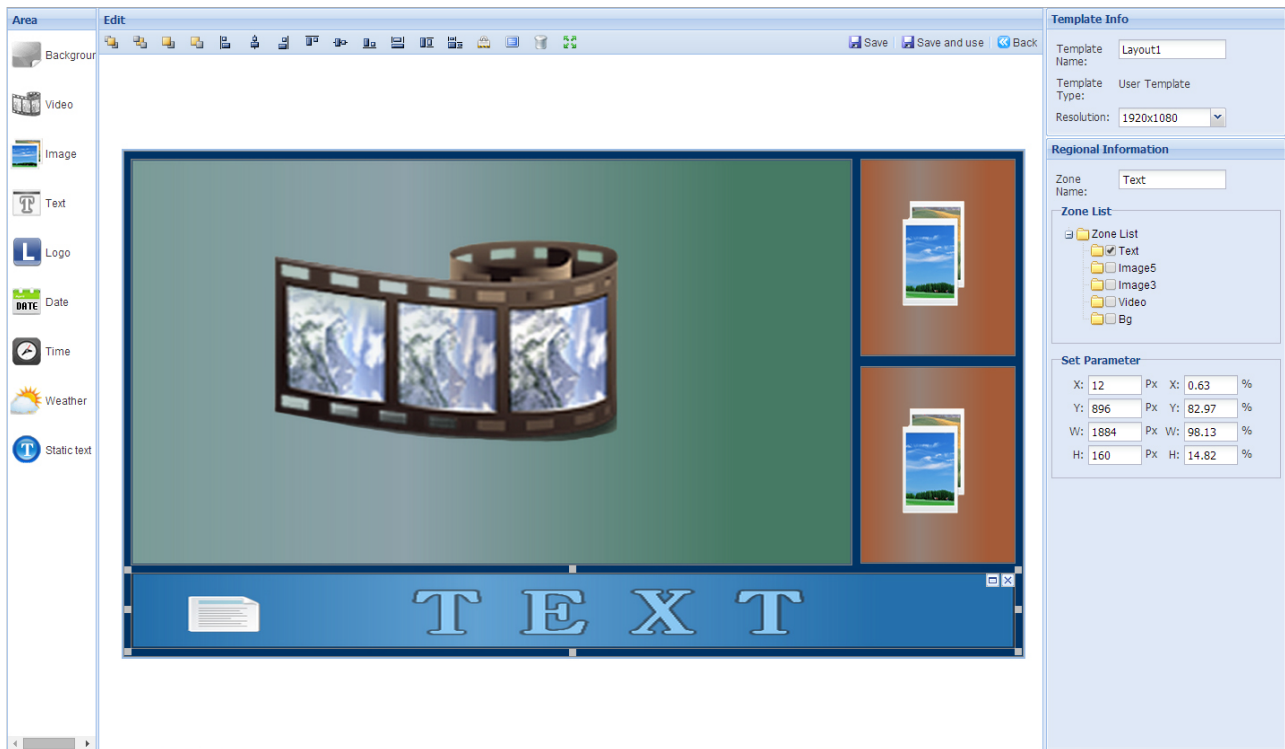 Area
Edit
Template Info
Save Save and use Back
Backgrour
Video
Image
Text
L Logo
DATE Date
Time
Weather
T Static text
T E X T
Template Name: Layout1
Template Type: User Template
Resolution: 1920x1080
Regional Information
Zone Name: Text
Zone List
Zone List
Text
Image5
Image3
Video
Bg
Set Parameter
X: 12 Px X: 0.63 %
Y: 896 Px Y: 82.97 %
W: 1884 Px W: 98.13 %
H: 160 Px H: 14.82 %